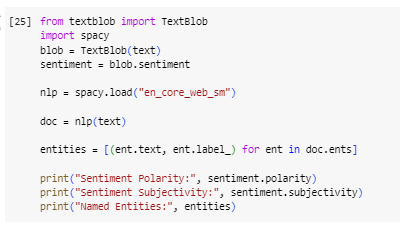 [25] from textblob import TextBlob
import spacy
blob = TextBlob(text)
sentiment = blob.sentiment
nlp = spacy.load("en_core_web_sm")
doc = nlp(text)
entities = [(ent.text, ent.label_) for ent in doc.ents]
print("Sentiment Polarity:", sentiment.polarity)
print("Sentiment Subjectivity:", sentiment.subjectivity)
print("Named Entities:", entities)